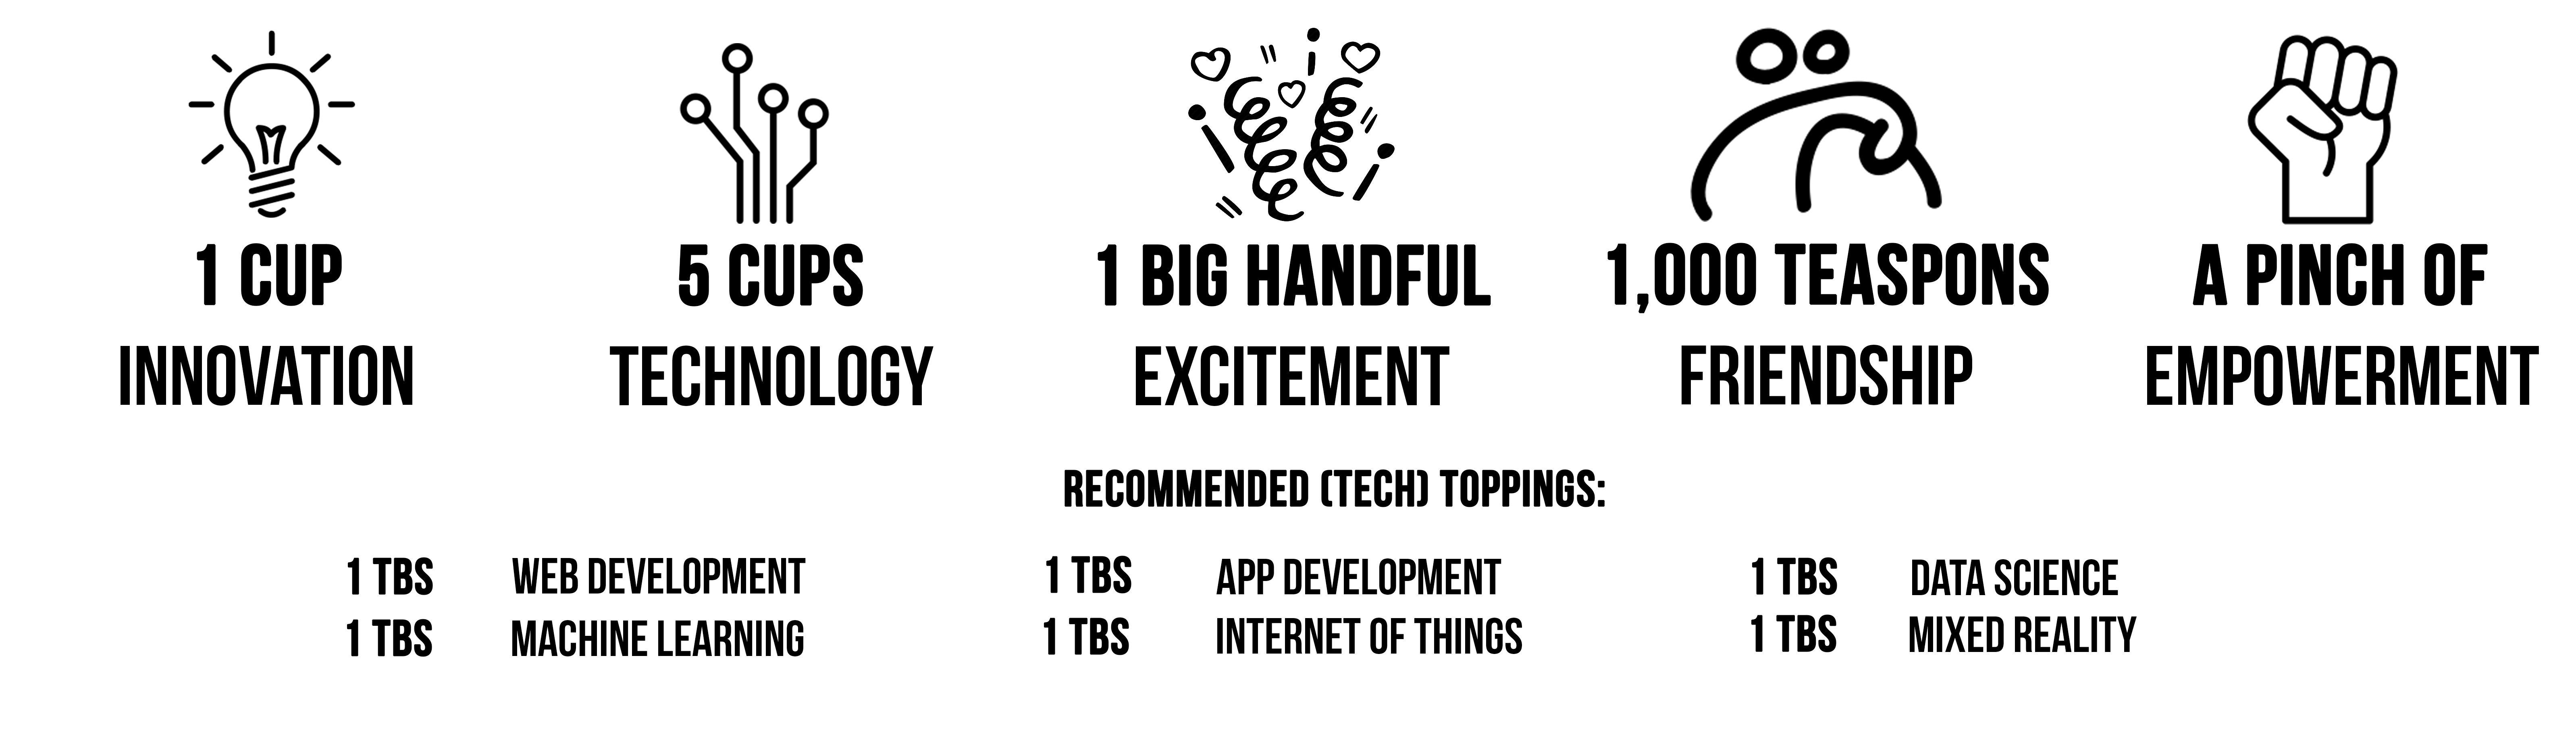 1 CUP
INNOVATION
5 CUPS
TECHNOLOGY
1 BIG HANDFUL
EXCITEMENT
1,000 TEASPONS
FRIENDSHIP
A PINCH OF
EMPOWERMENT
RECOMMENDED (TECH) TOPPINGS:
1 TBS WEB DEVELOPMENT
1 TBS MACHINE LEARNING
1 TBS APP DEVELOPMENT
1 TBS INTERNET OF THINGS
1 TBS DATA SCIENCE
1 TBS MIXED REALITY